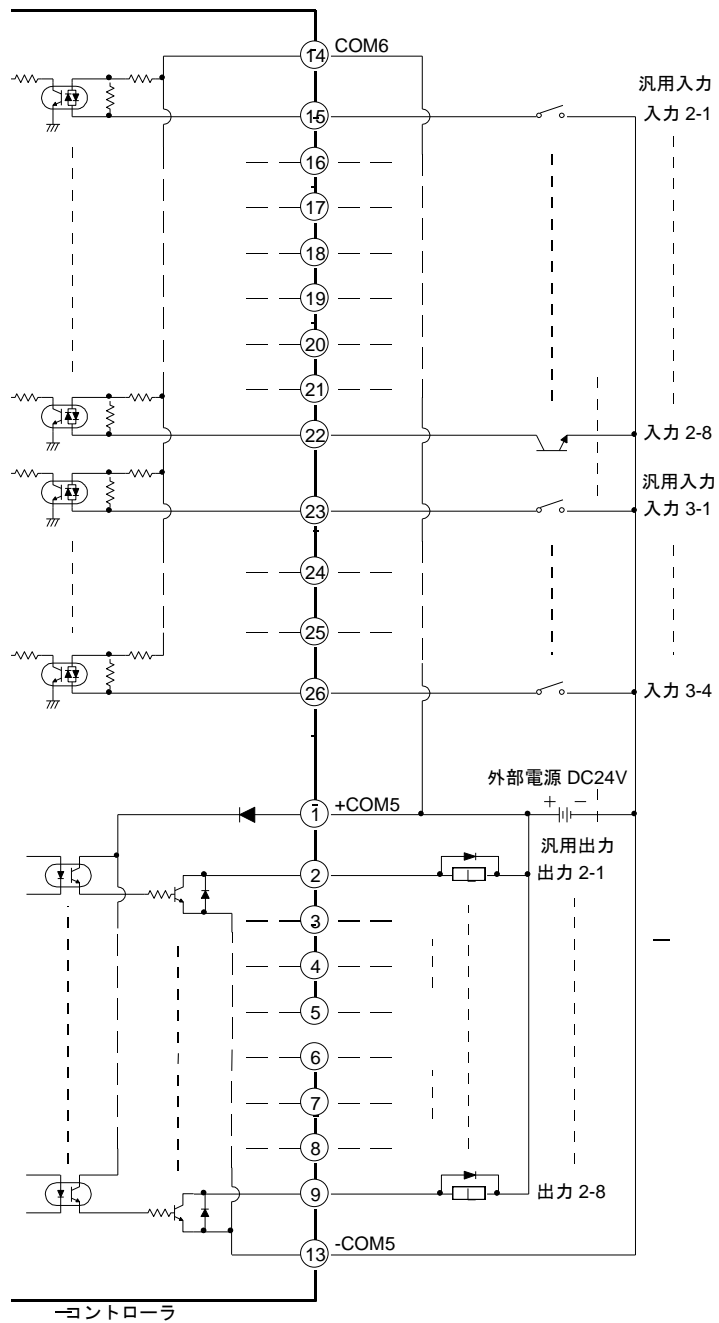 14 COM6
汎用入力
15 入力 2-1
16
17
18
19
20
21
22 入力 2-8
汎用入力
23 入力 3-1
24
25
26 入力 3-4
外部電源 DC24V
1 +COM5 + −
汎用出力
2 出力 2-1
3
4
5
6
7
8
9 出力 2-8
13 -COM5
コントローラ